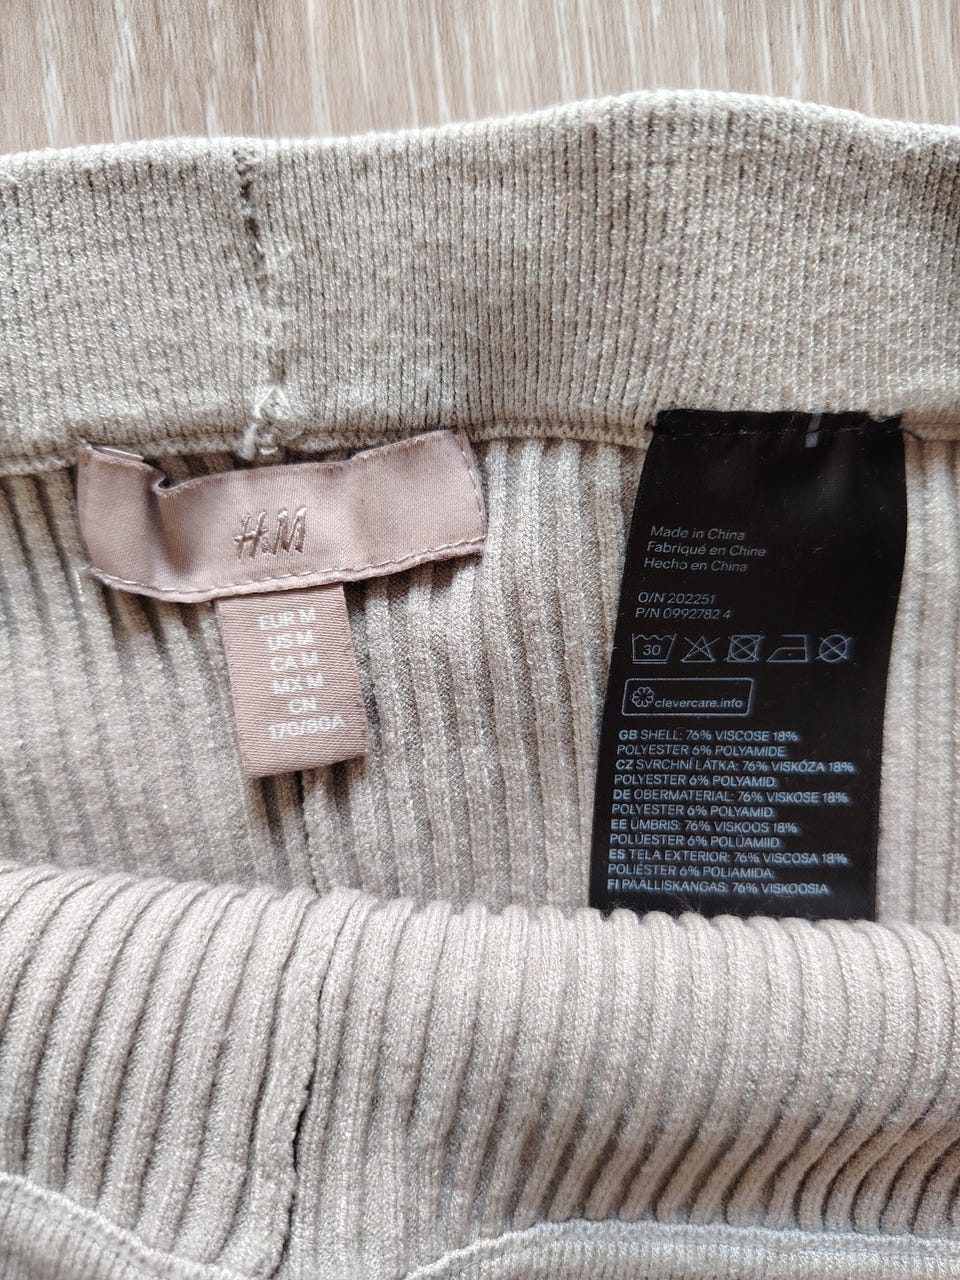 H&M
EUR M
US M
CA M
MX M
CN
170/80A
Made in China
Fabriqué en Chine
Hecho en China
O/N 202251
P/N 0992782 4
30
clevercare.info
GB SHELL: 76% VISCOSE 18%
POLYESTER 6% POLYAMIDE.
CZ SVRCHNÍ LÁTKA: 76% VISKÓZA 18%
POLYESTER 6% POLYAMID.
DE OBERMATERIAL: 76% VISKOSE 18%
POLYESTER 6% POLYAMID.
EE ÜMBRIS: 76% VISKOOS 18%
POLÜESTER 6% POLÜAMIID.
ES TELA EXTERIOR: 76% VISCOSA 18%
POLIÉSTER 6% POLIAMIDA.
FI PÄÄLLISKANGAS: 76% VISKOOSIA